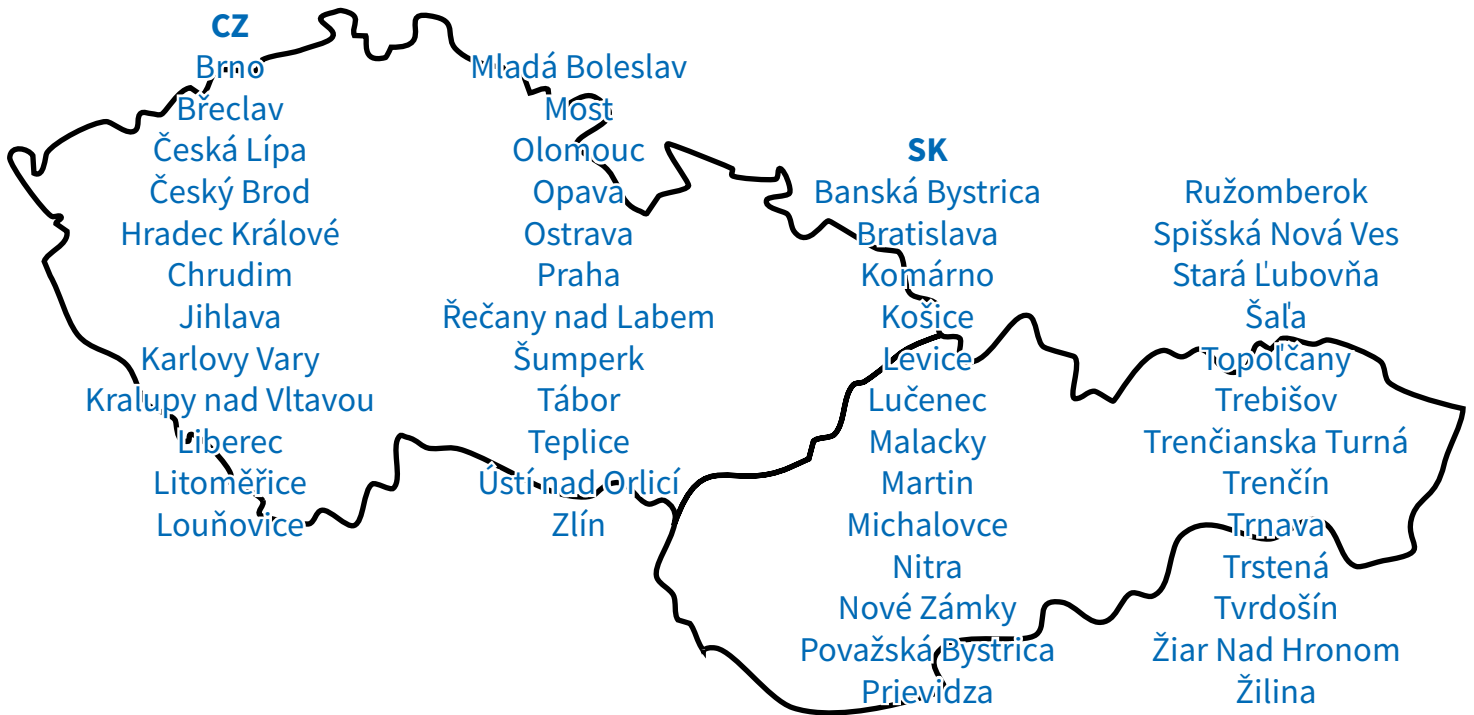 CZ
Brno
Břeclav
Česká Lípa
Český Brod
Hradec Králové
Chrudim
Jihlava
Karlovy Vary
Kralupy nad Vltavou
Liberec
Litoměřice
Louňovice
Mladá Boleslav
Most
Olomouc
Opava
Ostrava
Praha
Řečany nad Labem
Šumperk
Tábor
Teplice
Ústí nad Orlicí
Zlín
SK
Banská Bystrica
Bratislava
Komárno
Košice
Levice
Lučenec
Malacky
Martin
Michalovce
Nitra
Nové Zámky
Považská Bystrica
Prievidza
Ružomberok
Spišská Nová Ves
Stará Ľubovňa
Šaľa
Topoľčany
Trebišov
Trenčianska Turná
Trenčín
Trnava
Trstená
Tvrdošín
Žiar Nad Hronom
Žilina